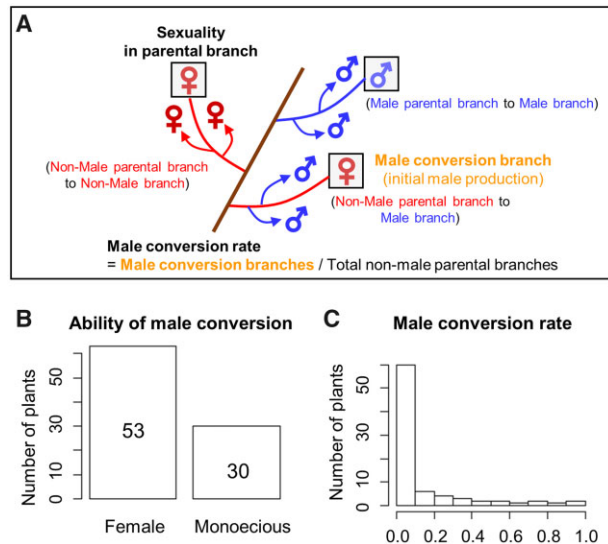 A
Sexuality
in parental branch
(Male parental branch to Male branch)
(Non-Male parental branch
to Non-Male branch)
Male conversion branch
(initial male production)
(Non-Male parental branch to
Male branch)
Male conversion rate
= Male conversion branches / Total non-male parental branches
B
Ability of male conversion
Number of plants
0 10 30 50
53
30
Female Monoecious
C
Male conversion rate
Number of plants
0 10 30 50
0.0 0.2 0.4 0.6 0.8 1.0